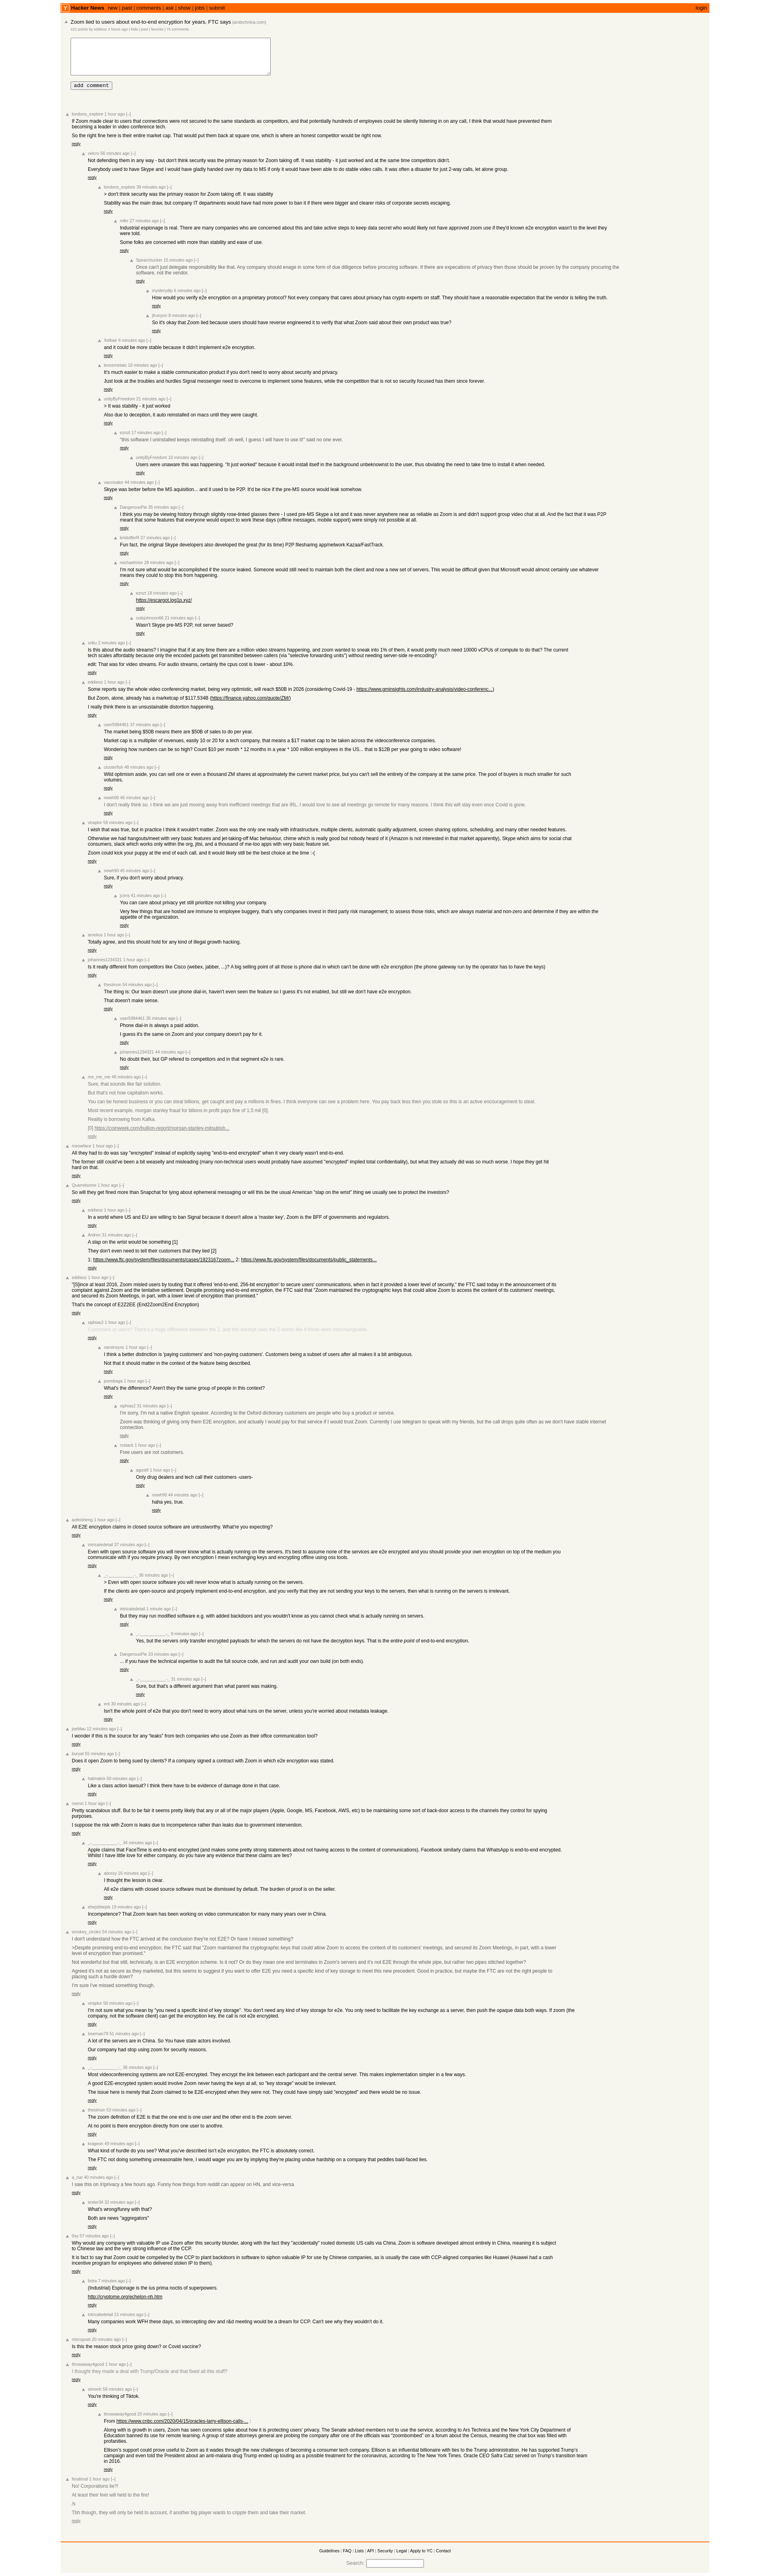 Hacker News new | past | comments | ask | show | jobs | submit login
Zoom lied to users about end-to-end encryption for years, FTC says (arstechnica.com)
add comment
If Zoom made clear to users that connections were not secured to the same standards as competitors, and that potentially hundreds of employees could be silently listening in on any call, I think that would have prevented them
becoming a leader in video conference tech.
So the right fine here is their entire market cap. That would put them back at square one, which is where an honest competitor would be right now.
reply
Not defending them in any way - but don't think security was the primary reason for Zoom taking off. It was stability - it just worked and at the same time competitors didn't.
Everybody used to have Skype and I would have gladly handed over my data to MS if only it would have been able to do stable video calls. It was often a disaster for just 2-way calls, let alone group.
reply
> don't think security was the primary reason for Zoom taking off. It was stability
Stability was the main draw, but company IT departments would have had more power to ban it if there were bigger and clearer risks of corporate secrets escaping.
reply
Industrial espionage is real. There are many companies who are concerned about this and take active steps to keep data secret who would likely not have approved zoom use if they'd known e2e encryption wasn't to the level they
were told.
Some folks are concerned with more than stability and ease of use.
reply
Once can't just delegate responsibility like that. Any company should enage in some form of due dilligence before procuring software. If there are expecations of privacy then those should be proven by the company procuring the
software, not the vendor.
reply
How would you verify e2e encryption on a proprietary protocol? Not every company that cares about privacy has crypto experts on staff. They should have a reasonable expectation that the vendor is telling the truth.
reply
So it's okay that Zoom lied because users should have reverse engineered it to verify that what Zoom said about their own product was true?
reply
and it could be more stable because it didn't implement e2e encryption.
reply
It's much easier to make a stable communication product if you don't need to worry about security and privacy.
Just look at the troubles and hurdles Signal messenger need to overcome to implement some features, while the competition that is not so security focused has them since forever.
reply
> It was stability - it just worked
Also due to deception, it auto reinstalled on macs until they were caught.
reply
"this software I uninstalled keeps reinstalling itself. oh well, I guess I will have to use it!" said no one ever.
reply
Users were unaware this was happening. "It just worked" because it would install itself in the background unbeknownst to the user, thus obviating the need to take time to install it when needed.
reply
Skype was better before the MS aquisition... and it used to be P2P. It'd be nice if the pre-MS source would leak somehow.
reply
I think you may be viewing history through slightly rose-tinted glasses there - I used pre-MS Skype a lot and it was never anywhere near as reliable as Zoom is and didn't support group video chat at all. And the fact that it was P2P
meant that some features that everyone would expect to work these days (offline messages, mobile support) were simply not possible at all.
reply
Fun fact, the original Skype developers also developed the great (for its time) P2P filesharing app/network Kazaa/FastTrack.
reply
I'm not sure what would be accomplished if the source leaked. Someone would still need to maintain both the client and now a new set of servers. This would be difficult given that Microsoft would almost certainly use whatever
means they could to stop this from happening.
reply
https://escargot.log1p.xyz/
reply
Wasn't Skype pre-MS P2P, not server based?
reply
Is this about the audio streams? I imagine that if at any time there are a million video streams happening, and zoom wanted to sneak into 1% of them, it would pretty much need 10000 vCPUs of compute to do that? The current
tech scales affordably because only the encoded packets get transmitted between callers (via "selective forwarding units") without needing server-side re-encoding?
edit: That was for video streams. For audio streams, certainly the cpus cost is lower - about 10%.
reply
Some reports say the whole video conferencing market, being very optimistic, will reach $50B in 2026 (considering Covid-19 - https://www.gminsights.com/industry-analysis/video-conferenc...)
But Zoom, alone, already has a marketcap of $117.534B (https://finance.yahoo.com/quote/ZM/)
I really think there is an unsustainable distortion happening.
reply
The market being $50B means there are $50B of sales to do per year.
Market cap is a multiplier of revenues, easily 10 or 20 for a tech company, that means a $1T market cap to be taken across the videoconference companies.
Wondering how numbers can be so high? Count $10 per month * 12 months in a year * 100 million employees in the US... that is $12B per year going to video software!
reply
Wild optimism aside, you can sell one or even a thousand ZM shares at approximately the current market price, but you can't sell the entirety of the company at the same price. The pool of buyers is much smaller for such
volumes.
reply
I don't really think so. I think we are just moving away from inefficient meetings that are IRL. I would love to see all meetings go remote for many reasons. I think this will stay even once Covid is gone.
reply
I wish that was true, but in practice I think it wouldn't matter. Zoom was the only one ready with infrastructure, multiple clients, automatic quality adjustment, screen sharing options, scheduling, and many other needed features.
Otherwise we had hangouts/meet with very basic features and jet-taking-off Mac behaviour, chime which is really good but nobody heard of it (Amazon is not interested in that market apparently), Skype which aims for social chat and
consumers, slack which works only within the org, jitsi, and a thousand of me-too apps with very basic feature set.
Zoom could kick your puppy at the end of each call, and it would likely still be the best choice at the time :-(
reply
Sure, if you don't worry about privacy.
reply
You can care about privacy yet still prioritize not killing your company.
Very few things that are hosted are immune to employee buggery, that's why companies invest in third party risk management; to assess those risks, which are always material and non-zero and determine if they are within the
appetite of the organization.
reply
Totally agree, and this should hold for any kind of illegal growth hacking.
reply
Is it really different from competitors like Cisco (webex, jabber, ...)? A big selling point of all those is phone dial in which can't be done with e2e encryption (the phone gateway run by the operator has to have the keys)
reply
The thing is: Our team doesn't use phone dial-in, haven't even seen the feature so I guess it's not enabled, but still we don't have e2e encryption.
That doesn't make sense.
reply
Phone dial-in is always a paid addon.
I guess it's the same on Zoom and your company doesn't pay for it.
reply
No doubt their, but GP refered to competitors and in that segment e2e is rare.
reply
Sure, that sounds like fair solution.
But that's not how capitalism works.
You can be honest business or you can steal billions, get caught and pay a millions in fines. I think everyone can see a problem here. You pay back less then you stole so this is an active encouragement to steal.
Most recent example, morgan stanley fraud for billions in profit pays fine of 1.5 mil [0].
Reality is borrowing from Kafka.
reply
All they had to do was say "encrypted" instead of explicitly saying "end-to-end encrypted" when it very clearly wasn't end-to-end.
The former still could've been a bit weaselly and misleading (many non-technical users would probably have assumed "encrypted" implied total confidentiality), but what they actually did was so much worse. I hope they get hit
hard on that.
reply
So will they get fined more than Snapchat for lying about ephemeral messaging or will this be the usual American "slap on the wrist" thing we usually see to protect the investors?
reply
In a world where US and EU are willing to ban Signal because it doesn't allow a 'master key', Zoom is the BFF of governments and regulators.
reply
A slap on the wrist would be something [1]
They don't even need to tell their customers that they lied [2]
1: https://www.ftc.gov/system/files/documents/cases/1923167zoom... 2: https://www.ftc.gov/system/files/documents/public_statements...
reply
"[S]ince at least 2016, Zoom misled users by touting that it offered 'end-to-end, 256-bit encryption' to secure users' communications, when in fact it provided a lower level of security," the FTC said today in the announcement of its
complaint against Zoom and the tentative settlement. Despite promising end-to-end encryption, the FTC said that "Zoom maintained the cryptographic keys that could allow Zoom to access the content of its customers' meetings,
and secured its Zoom Meetings, in part, with a lower level of encryption than promised."
That's the concept of E2Z2EE (End2Zoom2End Encryption)
reply
reply
I think a better distinction is 'paying customers' and 'non-paying customers'. Customers being a subset of users after all makes it a bit ambiguous.
Not that it should matter in the context of the feature being described.
reply
What's the difference? Aren't they the same group of people in this context?
reply
I'm sorry, I'm not a native English speaker. According to the Oxford dictionary customers are people who buy a product or service.
Zoom was thinking of giving only them E2E encryption, and actually I would pay for that service if I would trust Zoom. Currently I use telegram to speak with my friends, but the call drops quite often as we don't have stable internet
connection.
reply
Free users are not customers.
reply
Only drug dealers and tech call their customers -users-
reply
haha yes, true.
reply
All E2E encryption claims in closed source software are untrustworthy. What're you expecting?
reply
Even with open source software you will never know what is actually running on the servers. It's best to assume none of the services are e2e encrypted and you should provide your own encryption on top of the medium you
communicate with if you require privacy. By own encryption I mean exchanging keys and encrypting offline using oss tools.
reply
> Even with open source software you will never know what is actually running on the servers.
If the clients are open-source and properly implement end-to-end encryption, and you verify that they are not sending your keys to the servers, then what is running on the servers is irrelevant.
reply
But they may run modified software e.g. with added backdoors and you wouldn't know as you cannot check what is actually running on servers.
reply
Yes, but the servers only transfer encrypted payloads for which the servers do not have the decryption keys. That is the entire point of end-to-end encryption.
... if you have the technical expertise to audit the full source code, and run and audit your own build (on both ends).
reply
Sure, but that's a different argument than what parent was making.
reply
Isn't the whole point of e2e that you don't need to worry about what runs on the server, unless you're worried about metadata leakage.
reply
I wonder if this is the source for any "leaks" from tech companies who use Zoom as their office communication tool?
reply
Does it open Zoom to being sued by clients? If a company signed a contract with Zoom in which e2e encryption was stated.
reply
Like a class action lawsuit? I think there have to be evidence of damage done in that case.
reply
Pretty scandalous stuff. But to be fair it seems pretty likely that any or all of the major players (Apple, Google, MS, Facebook, AWS, etc) to be maintaining some sort of back-door access to the channels they control for spying
purposes.
I suppose the risk with Zoom is leaks due to incompetence rather than leaks due to government intervention.
reply
Apple claims that FaceTime is end-to-end encrypted (and makes some pretty strong statements about not having access to the content of communications). Facebook similarly claims that WhatsApp is end-to-end encrypted.
Whilst I have little love for either company, do you have any evidence that these claims are lies?
reply
I thought the lesson is clear.
All e2e claims with closed source software must be dismissed by default. The burden of proof is on the seller.
reply
Incompetence? That Zoom team has been working on video communication for many many years over in China.
reply
I don't understand how the FTC arrived at the conclusion they're not E2E? Or have I missed something?
>Despite promising end-to-end encryption, the FTC said that "Zoom maintained the cryptographic keys that could allow Zoom to access the content of its customers' meetings, and secured its Zoom Meetings, in part, with a lower
level of encryption than promised."
Not wonderful but that still, technically, is an E2E encryption scheme. Is it not? Or do they mean one end terminates in Zoom's servers and it's not E2E through the whole pipe, but rather two pipes stitched together?
Agreed it's not as secure as they marketed, but this seems to suggest if you want to offer E2E you need a specific kind of key storage to meet this new precedent. Good in practice, but maybe the FTC are not the right people to
placing such a hurdle down?
I'm sure I've missed something though.
reply
I'm not sure what you mean by "you need a specific kind of key storage". You don't need any kind of key storage for e2e. You only need to facilitate the key exchange as a server, then push the opaque data both ways. If zoom (the
company, not the software client) can get the encryption key, the call is not e2e encrypted.
reply
A lot of the servers are in China. So You have state actors involved.
Our company had stop using zoom for security reasons.
reply
Most videoconferencing systems are not E2E-encrypted. They encrypt the link between each participant and the central server. This makes implementation simpler in a few ways.
A good E2E-encrypted system would involve Zoom never having the keys at all, so "key storage" would be irrelevant.
The issue here is merely that Zoom claimed to be E2E-encrypted when they were not. They could have simply said "encrypted" and there would be no issue.
reply
The zoom definition of E2E is that the one end is one user and the other end is the zoom server.
At no point is there encryption directly from one user to anothre.
reply
What kind of hurdle do you see? What you've described isn't e2e encryption, the FTC is absolutely correct.
The FTC not doing something unreasonable here, I would wager you are by implying they're placing undue hardship on a company that peddles bald-faced lies.
reply
I saw this on /r/privacy a few hours ago. Funny how things from reddit can appear on HN, and vice-versa
reply
What's wrong/funny with that?
Both are news "aggregators"
reply
Why would any company with valuable IP use Zoom after this security blunder, along with the fact they "accidentally" routed domestic US calls via China. Zoom is software developed almost entirely in China, meaning it is subject
to Chinese law and the very strong influence of the CCP.
It is fact to say that Zoom could be compelled by the CCP to plant backdoors in software to siphon valuable IP for use by Chinese companies, as is usually the case with CCP-aligned companies like Huawei (Huawei had a cash
incentive program for employees who delivered stolen IP to them).
reply
(Industrial) Espionage is the ius prima noctis of superpowers.
http://cryptome.org/echelon-nh.htm
reply
Many companies work WFH these days, so intercepting dev and r&d meeting would be a dream for CCP. Can't see why they wouldn't do it.
reply
Is this the reason stock price going down? or Covid vaccine?
reply
I thought they made a deal with Trump/Oracle and that fixed all this stuff?
reply
You're thinking of Tiktok.
reply
From https://www.cnbc.com/2020/04/15/oracles-larry-ellison-calls-... :
Along with is growth in users, Zoom has seen concerns spike about how it is protecting users' privacy. The Senate advised members not to use the service, according to Ars Technica and the New York City Department of
Education banned its use for remote learning. A group of state attorneys general are probing the company after one of the officials was "zoombombed" on a forum about the Census, meaning the chat box was filled with
profanities.
Ellison's support could prove useful to Zoom as it wades through the new challenges of becoming a consumer tech company. Ellison is an influential billionaire with ties to the Trump administration. He has supported Trump's
campaign and even told the President about an anti-malaria drug Trump ended up touting as a possible treatment for the coronavirus, according to The New York Times. Oracle CEO Safra Catz served on Trump's transition team
in 2016.
reply
No! Corporations lie?!
At least their feet will held to the fire!
/s
Tbh though, they will only be held to account, if another big player wants to cripple them and take their market.
reply
Guidelines | FAQ | Lists | API | Security | Legal | Apply to YC | Contact
Search: